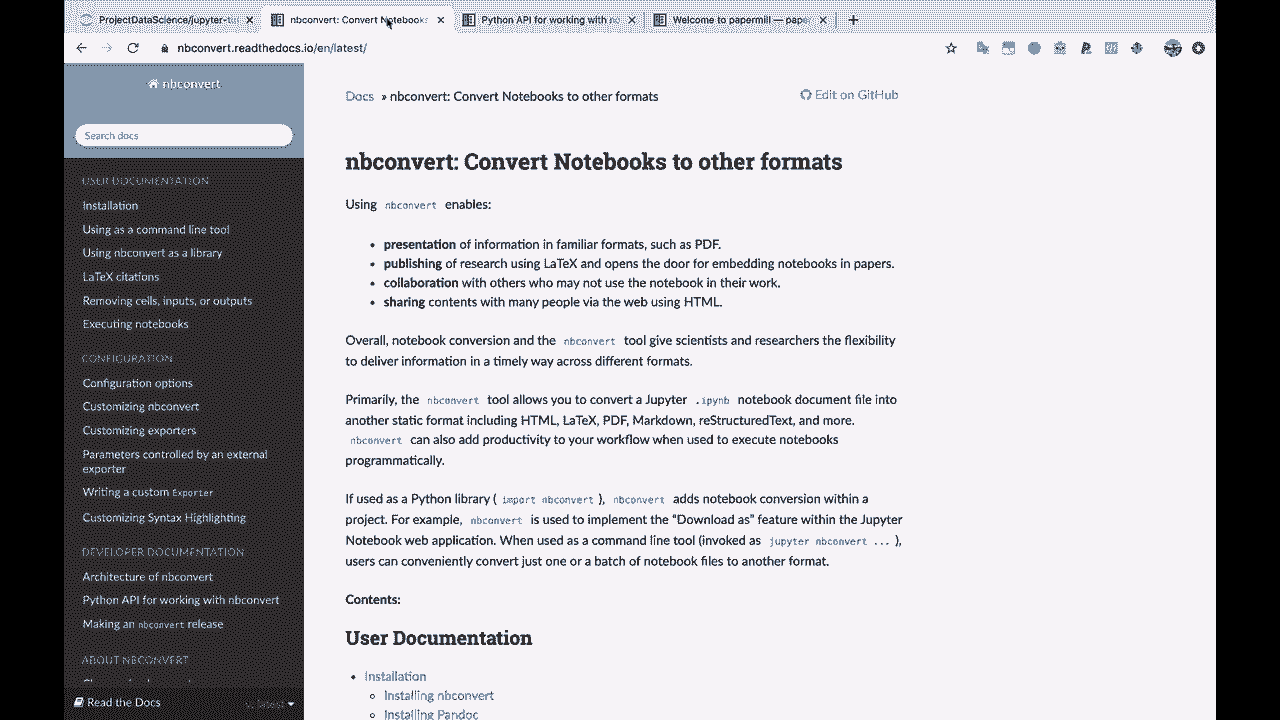 ProjectDataScience/jupyter-tu
nbconvert: Convert Notebooks
Python API for working with n
Welcome to papermill — pape
nbconvert.readthedocs.io/en/latest/
nbconvert
Search docs
USER DOCUMENTATION
Installation
Using as a command line tool
Using nbconvert as a library
LaTeX citations
Removing cells, inputs, or outputs
Executing notebooks
CONFIGURATION
Configuration options
Customizing nbconvert
Customizing exporters
Parameters controlled by an external
exporter
Writing a custom Exporter
Customizing Syntax Highlighting
DEVELOPER DOCUMENTATION
Architecture of nbconvert
Python API for working with nbconvert
Making an nbconvert release
ABOUT NBCONVERT
Read the Docs
v: latest
Docs » nbconvert: Convert Notebooks to other formats
Edit on GitHub
nbconvert: Convert Notebooks to other formats
Using nbconvert enables:
• presentation of information in familiar formats, such as PDF.
• publishing of research using LaTeX and opens the door for embedding notebooks in papers.
• collaboration with others who may not use the notebook in their work.
• sharing contents with many people via the web using HTML.
Overall, notebook conversion and the nbconvert tool give scientists and researchers the flexibility
to deliver information in a timely way across different formats.
Primarily, the nbconvert tool allows you to convert a Jupyter .ipynb notebook document file into
another static format including HTML, LaTeX, PDF, Markdown, reStructuredText, and more.
nbconvert can also add productivity to your workflow when used to execute notebooks
programmatically.
If used as a Python library ( import nbconvert ), nbconvert adds notebook conversion within a
project. For example, nbconvert is used to implement the “Download as” feature within the Jupyter
Notebook web application. When used as a command line tool (invoked as jupyter nbconvert ... ),
users can conveniently convert just one or a batch of notebook files to another format.
Contents:
User Documentation
• Installation
◦ Installing nbconvert
◦ Installing Pandoc